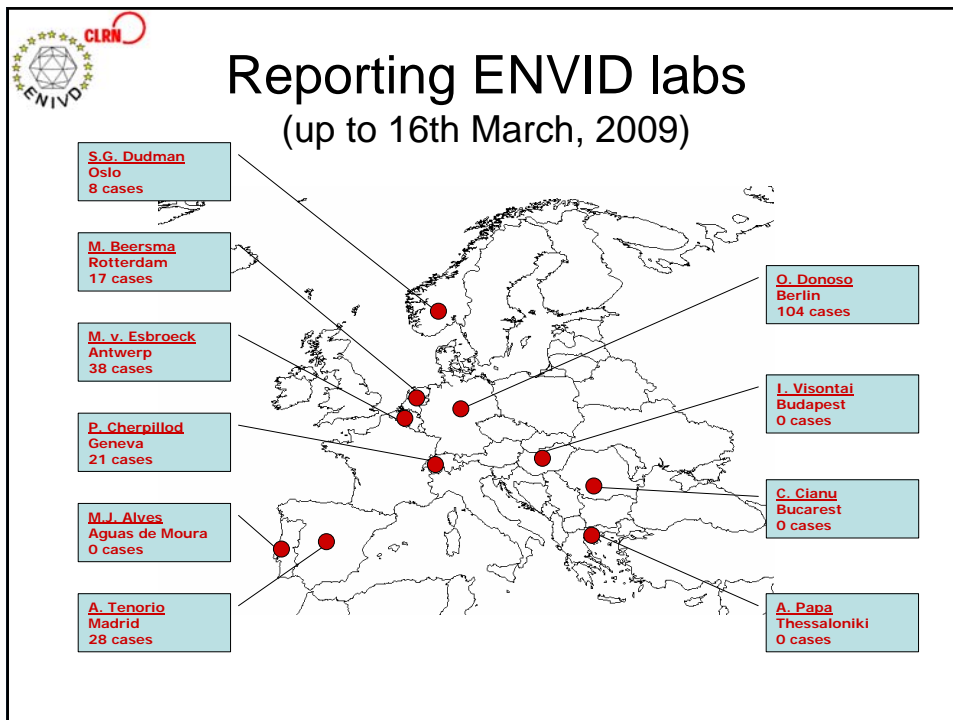 CLRN
ENIVD
Reporting ENVID labs
(up to 16th March, 2009)
S.G. Dudman
Oslo
8 cases
M. Beersma
Rotterdam
17 cases
M. v. Esbroeck
Antwerp
38 cases
P. Cherpillod
Geneva
21 cases
M.J. Alves
Aguas de Moura
0 cases
A. Tenorio
Madrid
28 cases
O. Donoso
Berlin
104 cases
I. Visontai
Budapest
0 cases
C. Cianu
Bucarest
0 cases
A. Papa
Thessaloniki
0 cases